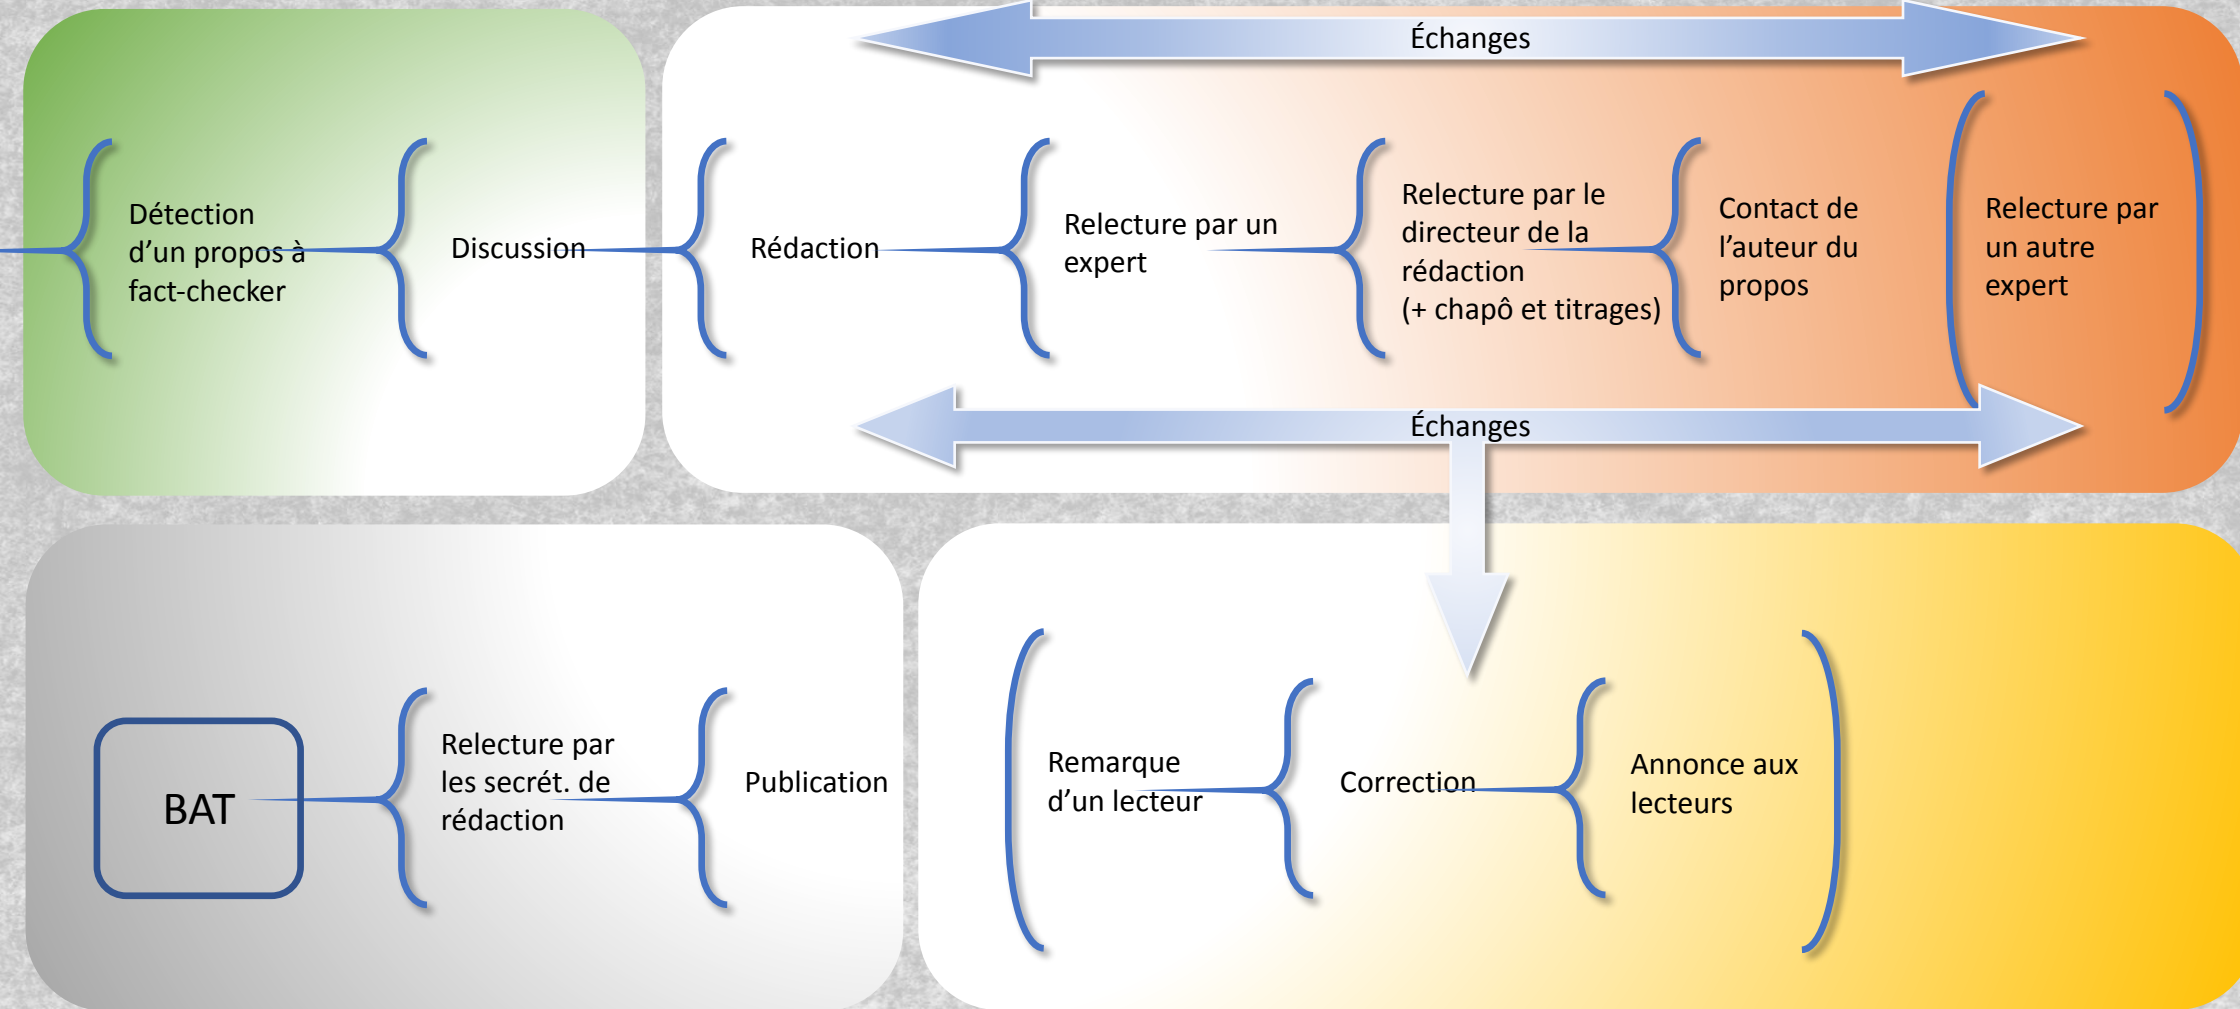 Échanges
Détection
d’un propos à
fact-checker
Discussion
Rédaction
Relecture par un
expert
Relecture par le
directeur de la
rédaction
(+ chapô et titrages)
Contact de
l’auteur du
propos
Relecture par
un autre
expert
Échanges
BAT
Relecture par
les secrét. de
rédaction
Publication
Remarque
d’un lecteur
Correction
Annonce aux
lecteurs